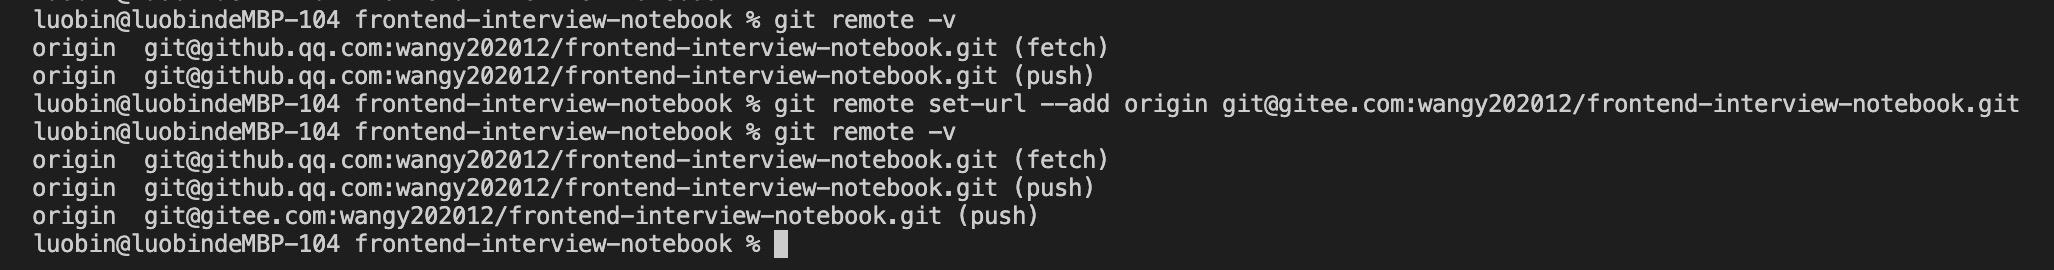 luobin@luobindeMBP-104 frontend-interview-notebook % git remote -v
origin  git@github.qq.com:wangy202012/frontend-interview-notebook.git (fetch)
origin  git@github.qq.com:wangy202012/frontend-interview-notebook.git (push)
luobin@luobindeMBP-104 frontend-interview-notebook % git remote set-url --add origin git@gitee.com:wangy202012/frontend-interview-notebook.git
luobin@luobindeMBP-104 frontend-interview-notebook % git remote -v
origin  git@github.qq.com:wangy202012/frontend-interview-notebook.git (fetch)
origin  git@github.qq.com:wangy202012/frontend-interview-notebook.git (push)
origin  git@gitee.com:wangy202012/frontend-interview-notebook.git (push)
luobin@luobindeMBP-104 frontend-interview-notebook %